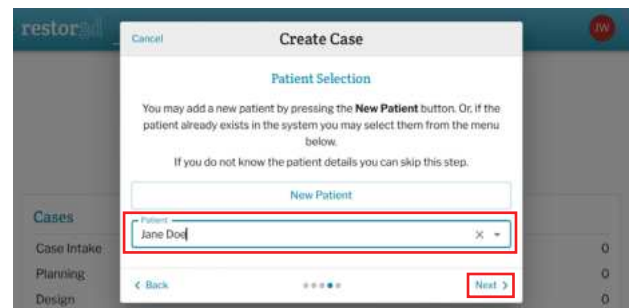 restor
JW
Cancel
Create Case
Patient Selection
You may add a new patient by pressing the New Patient button. Or, if the
patient already exists in the system you may select them from the menu
below.
If you do not know the patient details you can skip this step.
New Patient
Patient
Jane Doe
< Back
Next >
Cases
Case Intake
0
Planning
0
Design
0